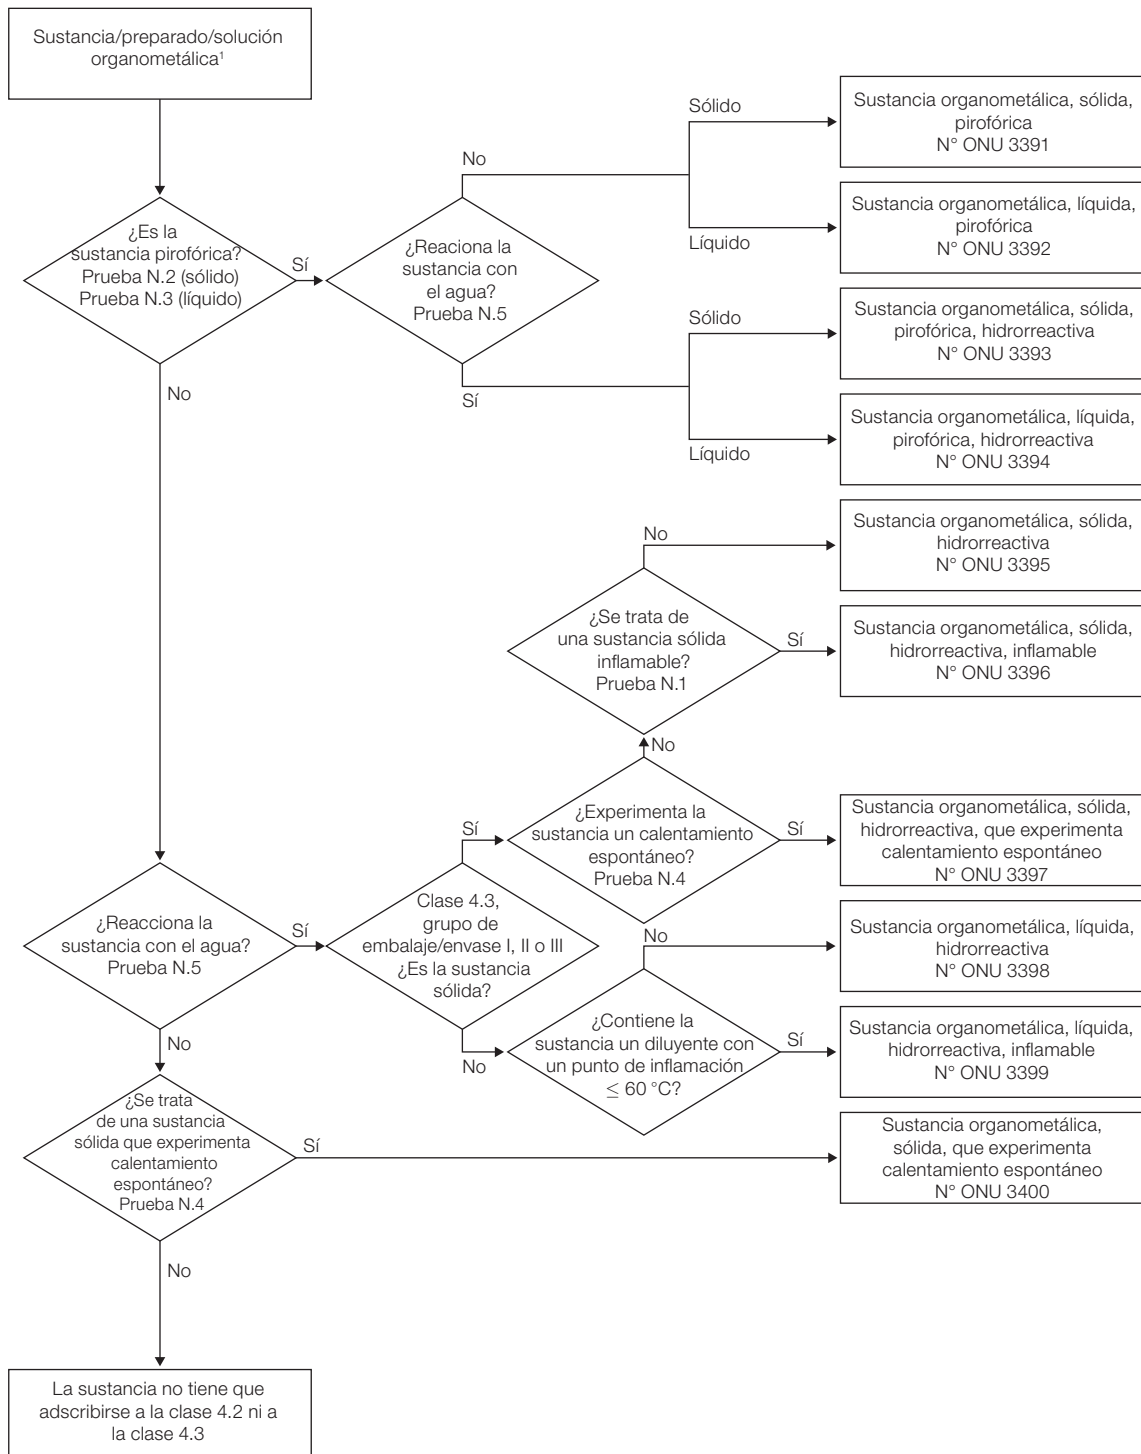 Sustancia/preparado/solución
organometálica¹
¿Es la
sustancia pirofórica?
Prueba N.2 (sólido)
Prueba N.3 (líquido)
Sí
No
¿Reaciona la
sustancia con
el agua?
Prueba N.5
No
Sí
Sólido
Líquido
Sólido
Líquido
Sustancia organometálica, sólida,
pirofórica
N° ONU 3391
Sustancia organometálica, líquida,
pirofórica
N° ONU 3392
Sustancia organometálica, sólida,
pirofórica, hidrorreactiva
N° ONU 3393
Sustancia organometálica, líquida,
pirofórica, hidrorreactiva
N° ONU 3394
No
Sustancia organometálica, sólida,
hidrorreactiva
N° ONU 3395
¿Se trata de
una sustancia sólida
inflamable?
Prueba N.1
Sí
Sustancia organometálica, sólida,
hidrorreactiva, inflamable
N° ONU 3396
No
¿Experimenta la
sustancia un calentamiento
espontáneo?
Prueba N.4
Sí
Sustancia organometálica, sólida,
hidrorreactiva, que experimenta
calentamiento espontáneo
N° ONU 3397
Sí
¿Reacciona la
sustancia con el agua?
Prueba N.5
Sí
Clase 4.3,
grupo de
embalaje/envase I, II o III
¿Es la sustancia
sólida?
No
Sustancia organometálica, líquida,
hidrorreactiva
N° ONU 3398
¿Contiene la
sustancia un diluyente con
un punto de inflamación
≤ 60 °C?
No
Sí
Sustancia organometálica, líquida,
hidrorreactiva, inflamable
N° ONU 3399
No
¿Se trata
de una sustancia
sólida que experimenta
calentamiento
espontáneo?
Prueba N.4
Sí
Sustancia organometálica,
sólida, que experimenta
calentamiento espontáneo
N° ONU 3400
No
La sustancia no tiene que
adscribirse a la clase 4.2 ni a
la clase 4.3